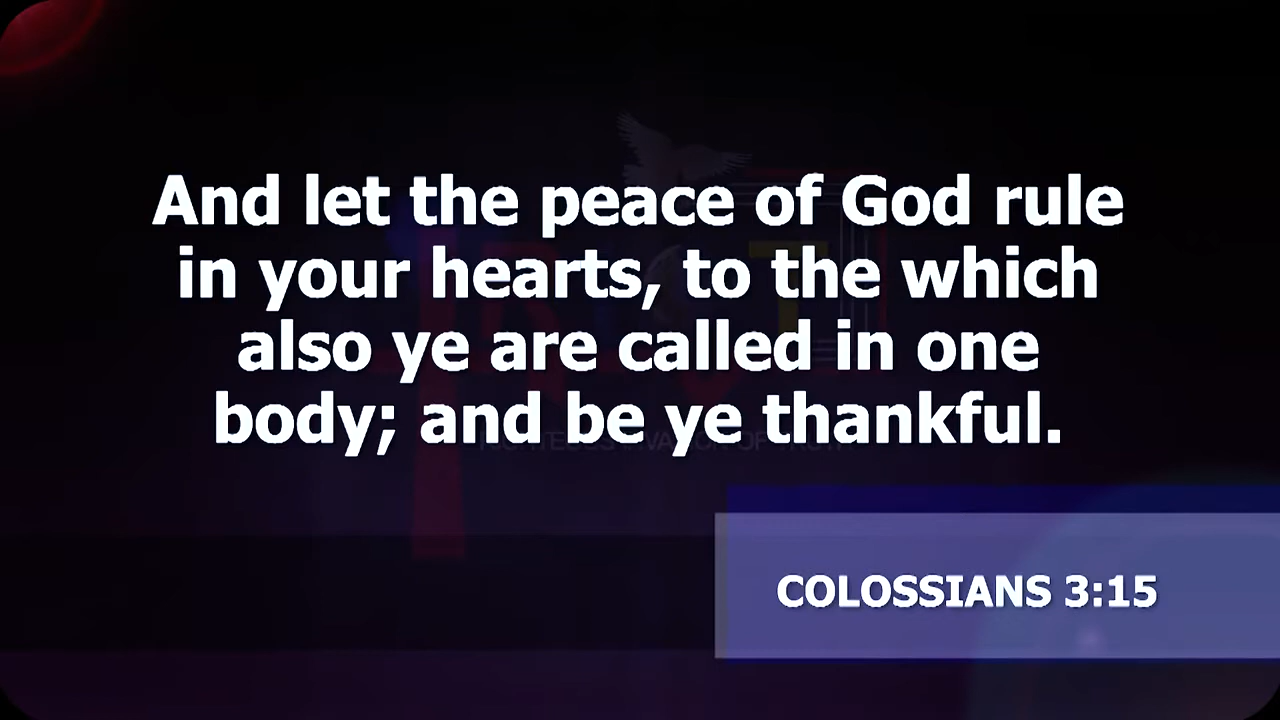 And let the peace of God rule
in your hearts, to the which
also ye are called in one
body; and be ye thankful.
COLOSSIANS 3:15